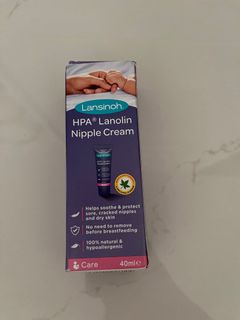 Lansinoh®
HPA® Lanolin
Nipple Cream
Helps soothe & protect
sore, cracked nipples
and dry skin
No need to remove
before breastfeeding
100% natural &
hypoallergenic
Care
40ml℮